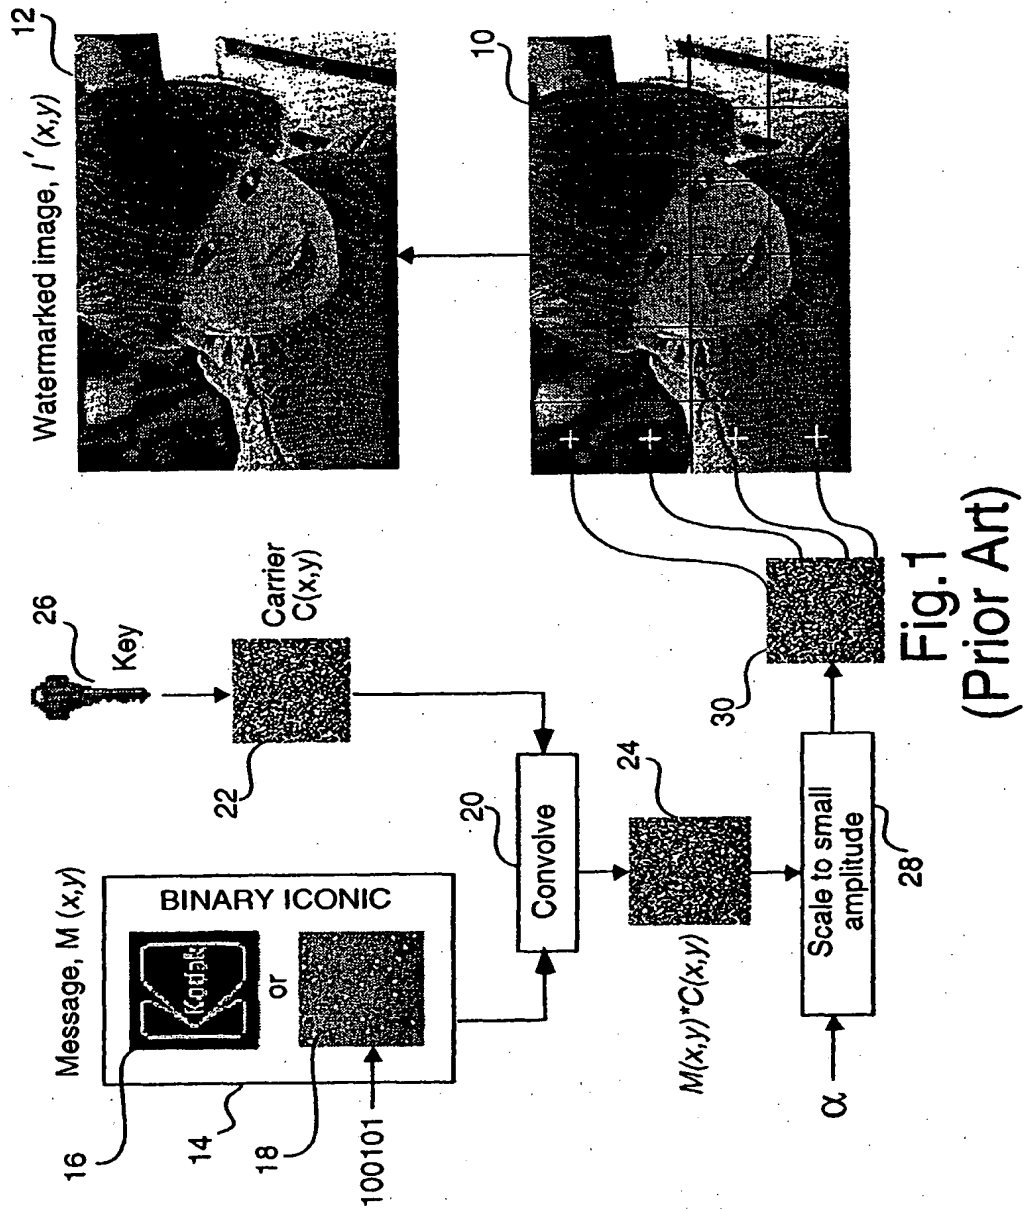 Message, M (x,y)
BINARY ICONIC
Kodak
or
16
14
18
100101
26
Key
22
Carrier
C(x,y)
20
Convolve
24
M(x,y)*C(x,y)
α
Scale to small
amplitude
28
30
Watermarked image, I′(x,y)
12
10
Fig.1
(Prior Art)